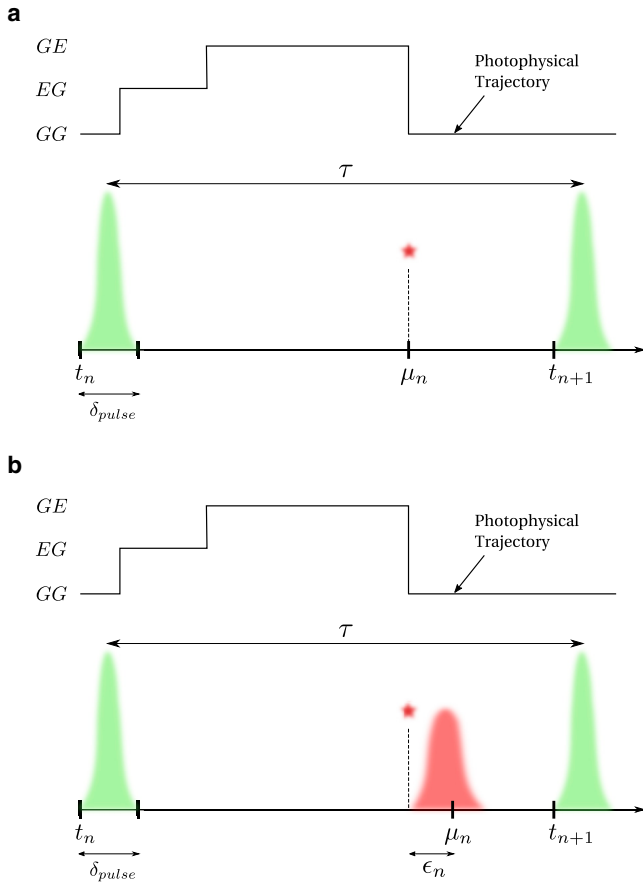 a
GE
EG
GG
Photophysical
Trajectory
τ
t_n
μ_n
t_{n+1}
δ_{pulse}
b
GE
EG
GG
Photophysical
Trajectory
τ
t_n
μ_n
t_{n+1}
δ_{pulse}
ϵ_n